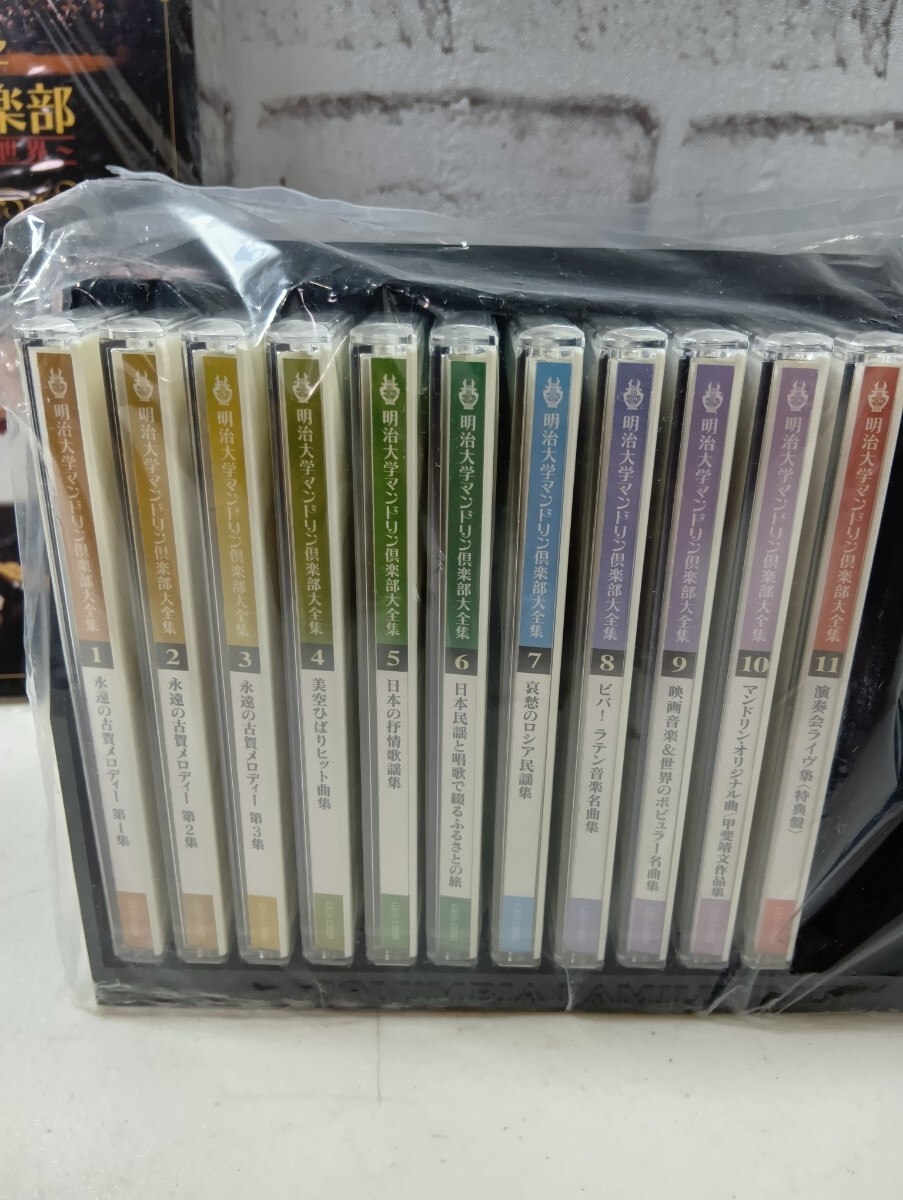 楽部
世界～
明治大学マンドリン倶楽部大全集 1 永遠の古賀メロディー 第1集
明治大学マンドリン倶楽部大全集 2 永遠の古賀メロディー 第2集
明治大学マンドリン倶楽部大全集 3 永遠の古賀メロディー 第3集
明治大学マンドリン倶楽部大全集 4 美空ひばりヒット曲集
明治大学マンドリン倶楽部大全集 5 日本の抒情歌謡集
明治大学マンドリン倶楽部大全集 6 日本民謡と唱歌で綴るふるさとの旅
明治大学マンドリン倶楽部大全集 7 哀愁のロシア民謡集
明治大学マンドリン倶楽部大全集 8 ビバ！ ラテン音楽名曲集
明治大学マンドリン倶楽部大全集 9 映画音楽&世界のポピュラー名曲集
明治大学マンドリン倶楽部大全集 10 マンドリン・オリジナル曲/甲斐靖文作品集
明治大学マンドリン倶楽部大全集 11 演奏会ライヴ集〈特典盤〉